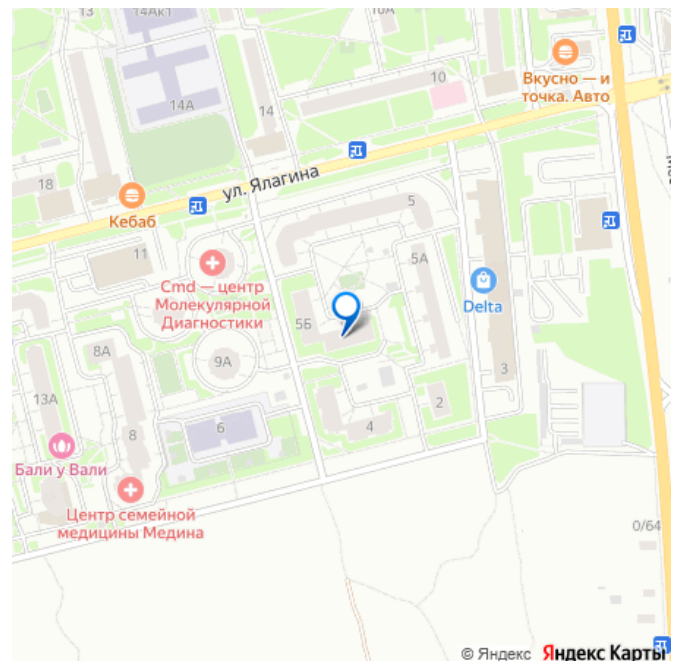 13
14Ак1
10А
Вкусно — и
точка. Авто
10
14А
14
ул. Ялагина
18
Кебаб
5
11
5А
Cmd — центр
Молекулярной
Диагностики
Delta
5Б
8А
9А
3
13А
2
6
4
8
Бали у Вали
Центр семейной
медицины Медина
0/64
© Яндекс Яндекс Карты